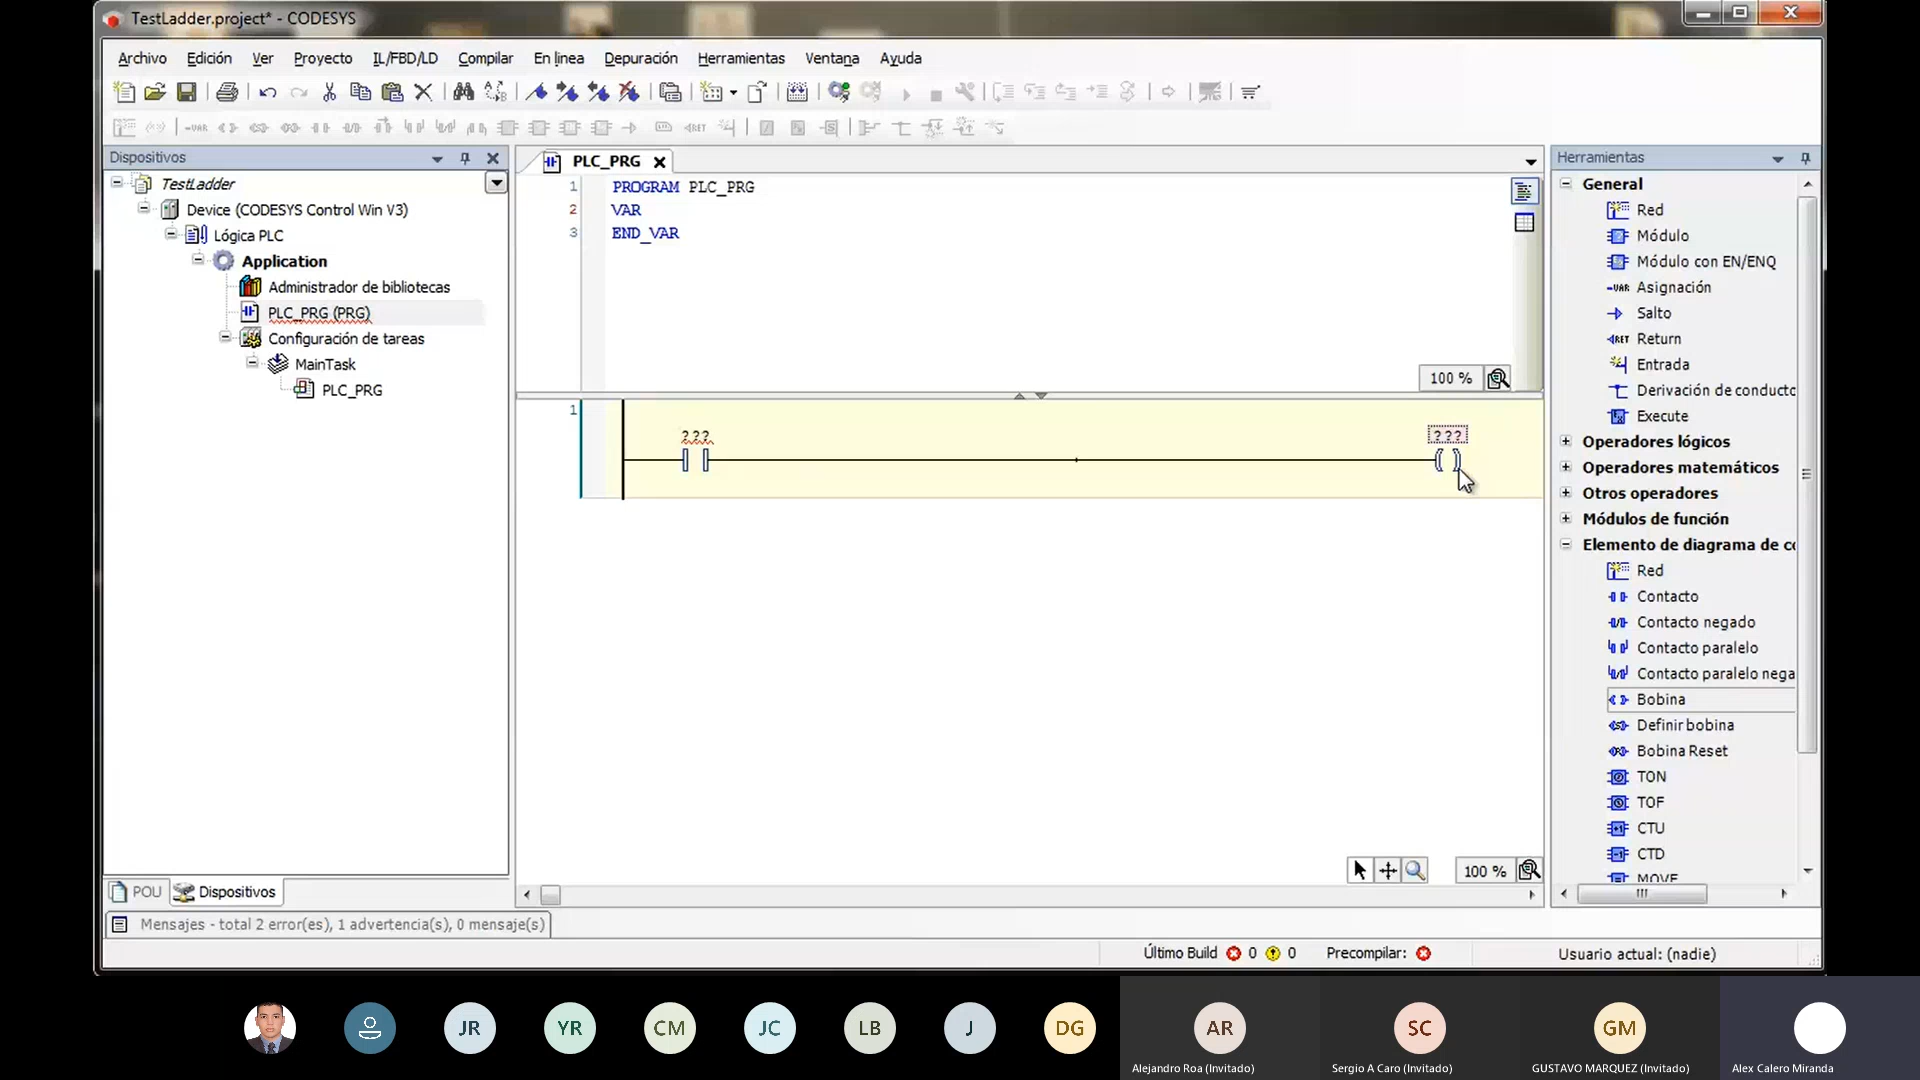 TestLadder.project* - CODESYS
Archivo Edición Ver Proyecto IL/FBD/LD Compilar En línea Depuración Herramientas Ventana Ayuda
Dispositivos
TestLadder
Device (CODESYS Control Win V3)
Lógica PLC
Application
Administrador de bibliotecas
PLC_PRG (PRG)
Configuración de tareas
MainTask
PLC_PRG
POU Dispositivos
PLC_PRG
1 PROGRAM PLC_PRG
2 VAR
3 END_VAR
100 %
1
??? ???
100 %
Herramientas
General
Red
Módulo
Módulo con EN/ENQ
VAR Asignación
Salto
RET Return
Entrada
Derivación de conducto
Execute
Operadores lógicos
Operadores matemáticos
Otros operadores
Módulos de función
Elemento de diagrama de co
Red
Contacto
Contacto negado
Contacto paralelo
Contacto paralelo nega
Bobina
Definir bobina
Bobina Reset
TON
TOF
CTU
CTD
MOVE
Mensajes - total 2 error(es), 1 advertencia(s), 0 mensaje(s)
Último Build 0 0 Precompilar: Usuario actual: (nadie)
JR YR CM JC LB J DG AR SC GM
Alejandro Roa (Invitado) Sergio A Caro (Invitado) GUSTAVO MARQUEZ (Invitado) Alex Calero Miranda